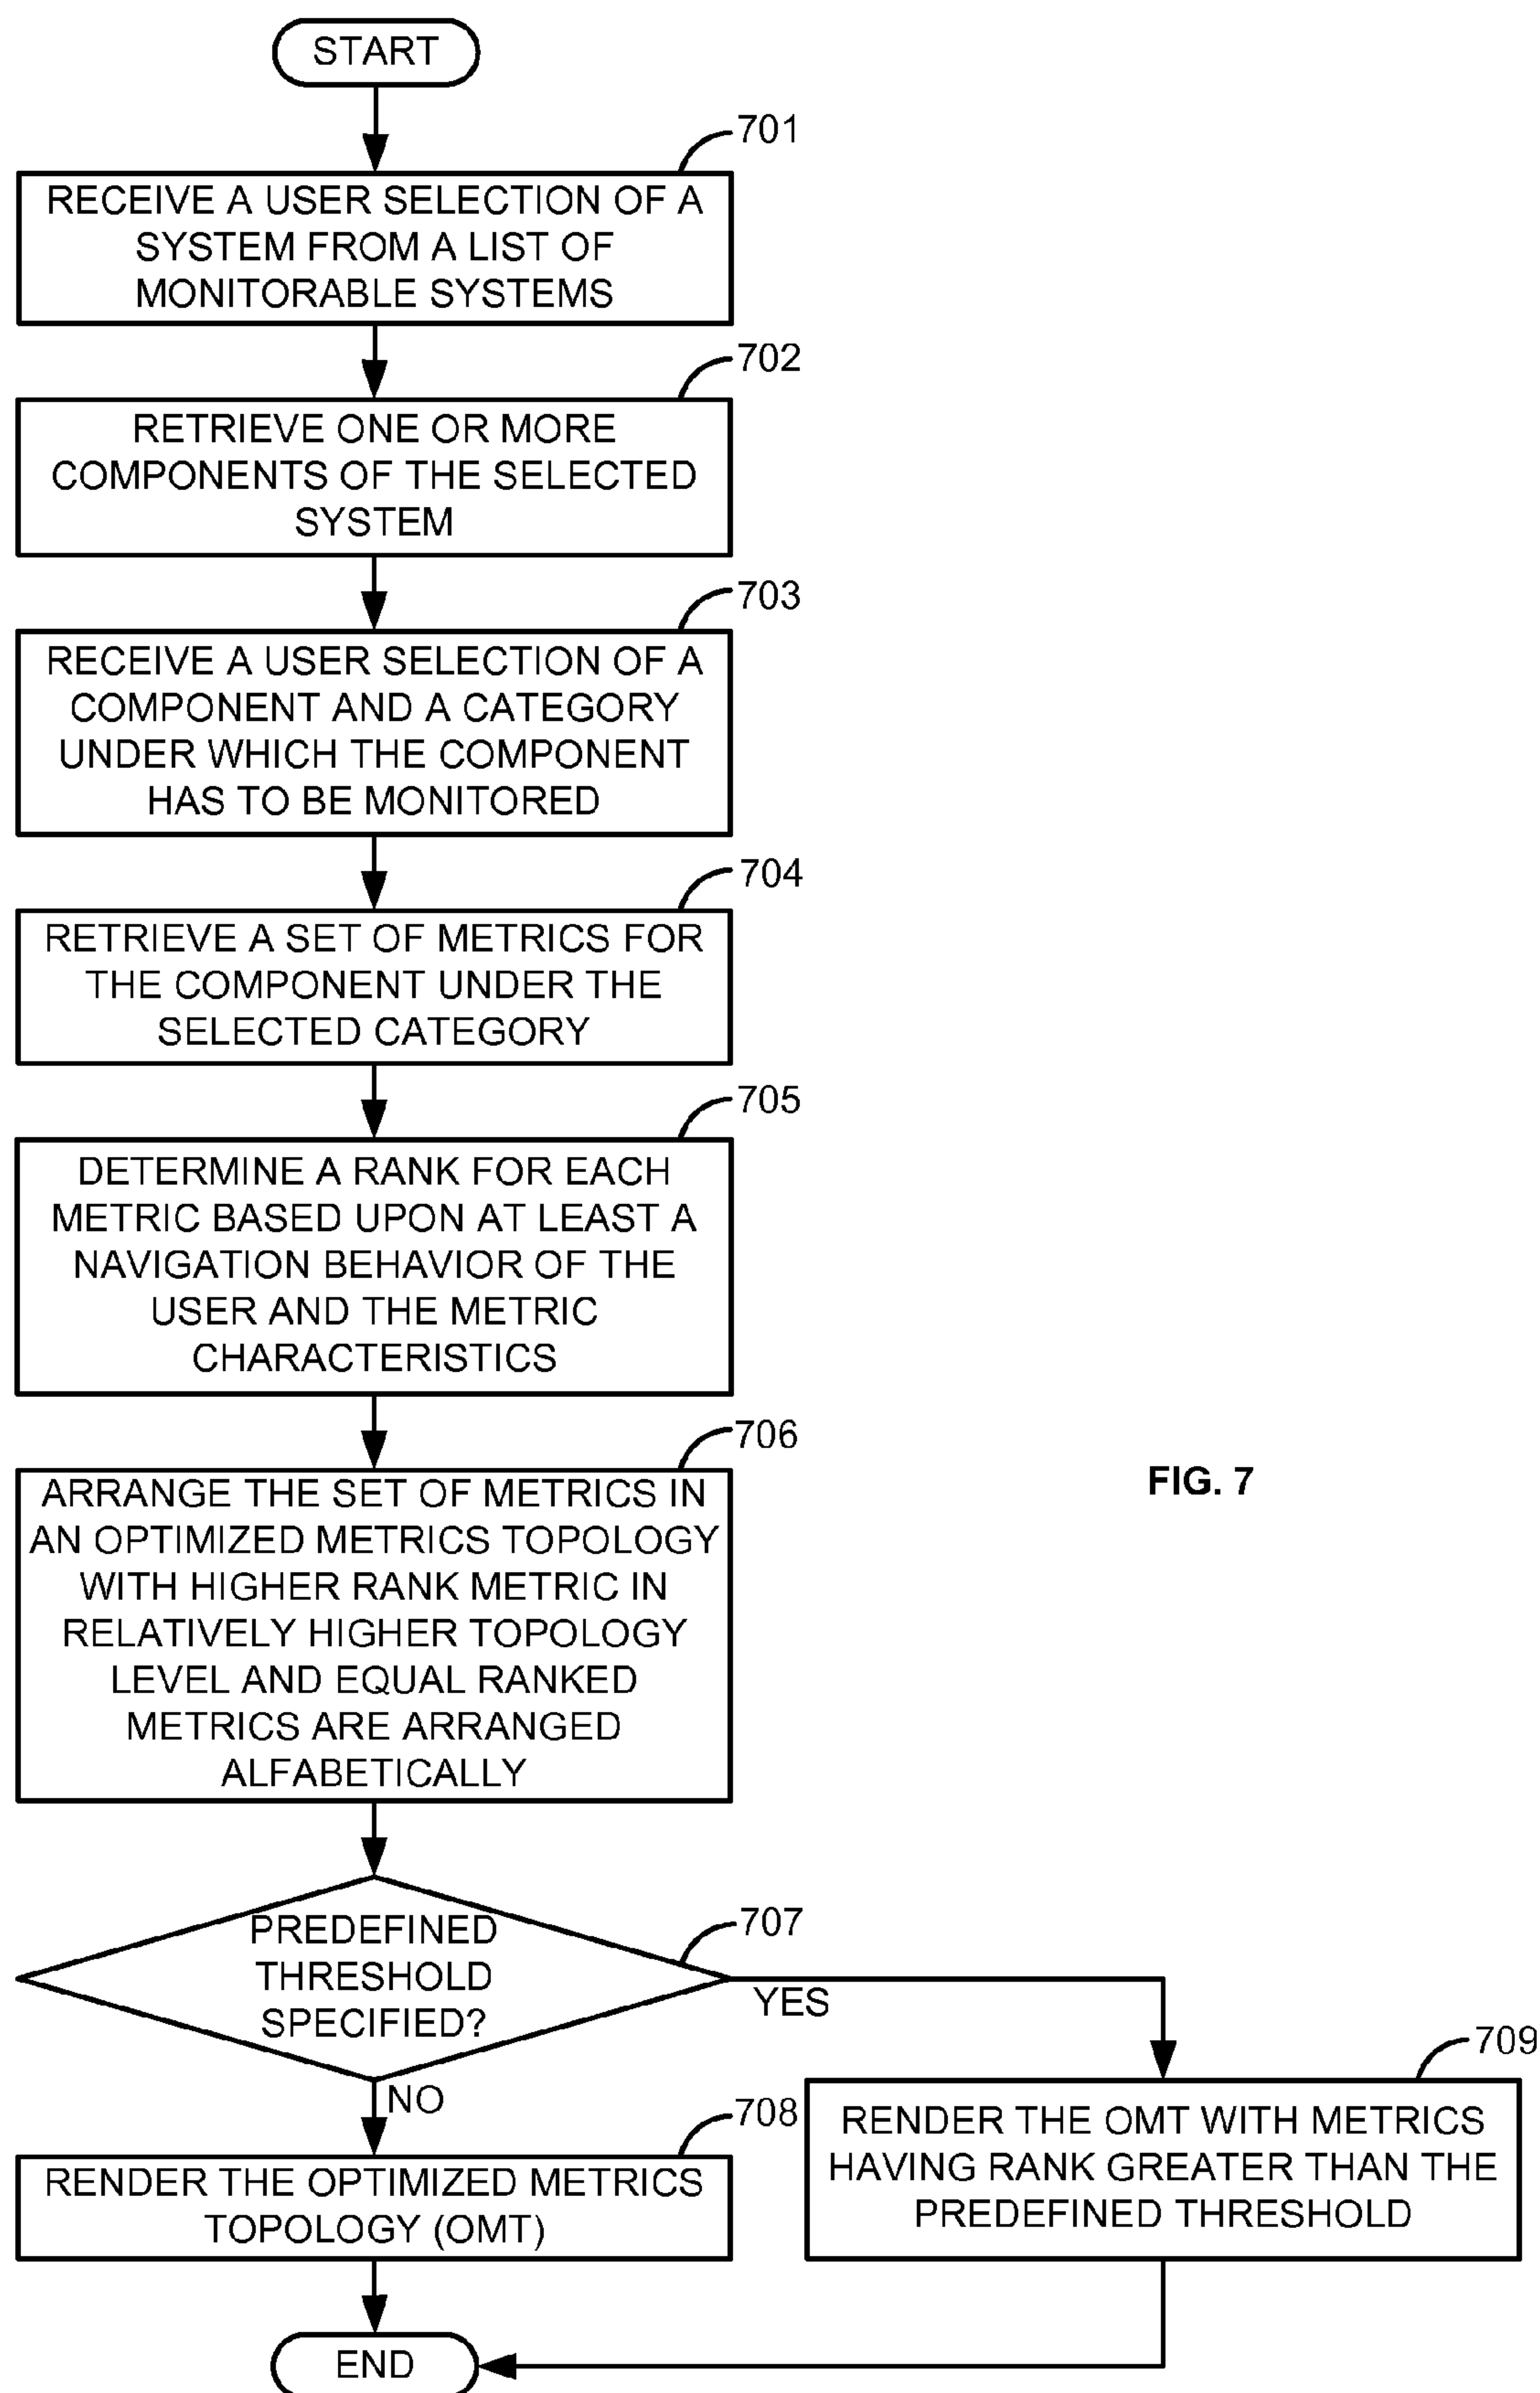 START
701
RECEIVE A USER SELECTION OF A
SYSTEM FROM A LIST OF
MONITORABLE SYSTEMS
702
RETRIEVE ONE OR MORE
COMPONENTS OF THE SELECTED
SYSTEM
703
RECEIVE A USER SELECTION OF A
COMPONENT AND A CATEGORY
UNDER WHICH THE COMPONENT
HAS TO BE MONITORED
704
RETRIEVE A SET OF METRICS FOR
THE COMPONENT UNDER THE
SELECTED CATEGORY
705
DETERMINE A RANK FOR EACH
METRIC BASED UPON AT LEAST A
NAVIGATION BEHAVIOR OF THE
USER AND THE METRIC
CHARACTERISTICS
706
ARRANGE THE SET OF METRICS IN
AN OPTIMIZED METRICS TOPOLOGY
WITH HIGHER RANK METRIC IN
RELATIVELY HIGHER TOPOLOGY
LEVEL AND EQUAL RANKED
METRICS ARE ARRANGED
ALFABETICALLY
FIG. 7
707
PREDEFINED
THRESHOLD
SPECIFIED?
YES
NO
708
RENDER THE OPTIMIZED METRICS
TOPOLOGY (OMT)
709
RENDER THE OMT WITH METRICS
HAVING RANK GREATER THAN THE
PREDEFINED THRESHOLD
END